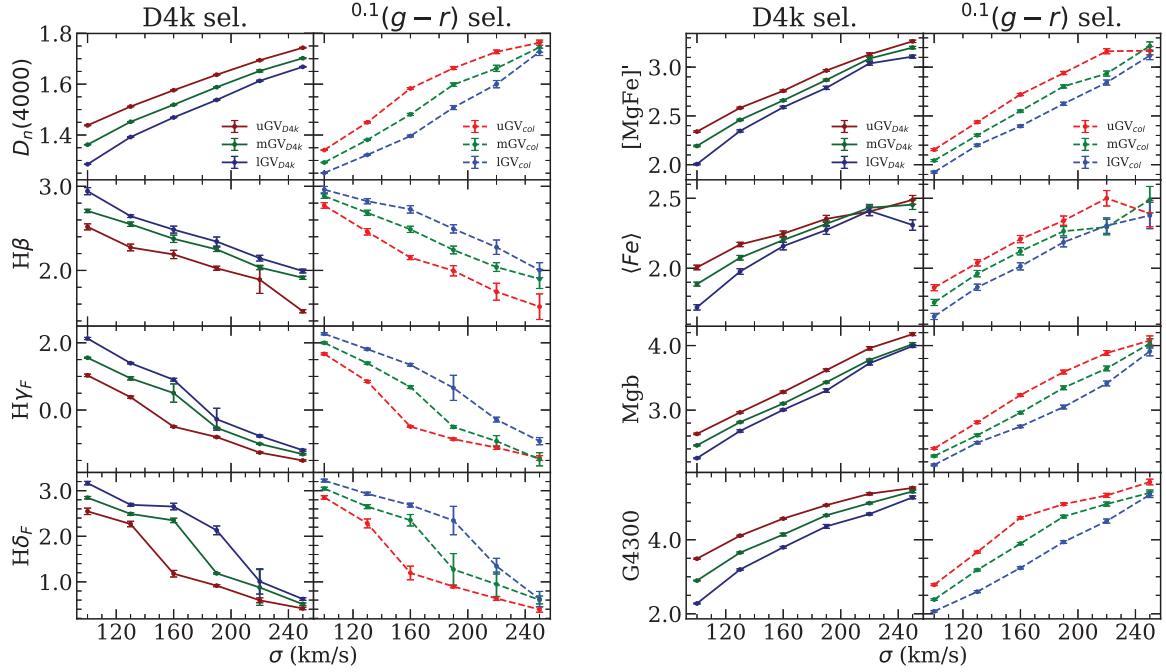 D4k sel.
0.1(g − r) sel.
D4k sel.
0.1(g − r) sel.
1.8
1.6
1.4
Dn(4000)
uGVD4k
mGVD4k
lGVD4k
uGVcol
mGVcol
lGVcol
3.0
2.0
Hβ
2.0
0.0
HγF
3.0
2.0
1.0
HδF
120 160 200 240 120 160 200 240
σ (km/s)
3.0
2.5
2.0
[MgFe]'
uGVD4k
mGVD4k
lGVD4k
uGVcol
mGVcol
lGVcol
2.5
2.0
⟨Fe⟩
4.0
3.0
Mgb
4.0
2.0
G4300
120 160 200 240 120 160 200 240
σ (km/s)